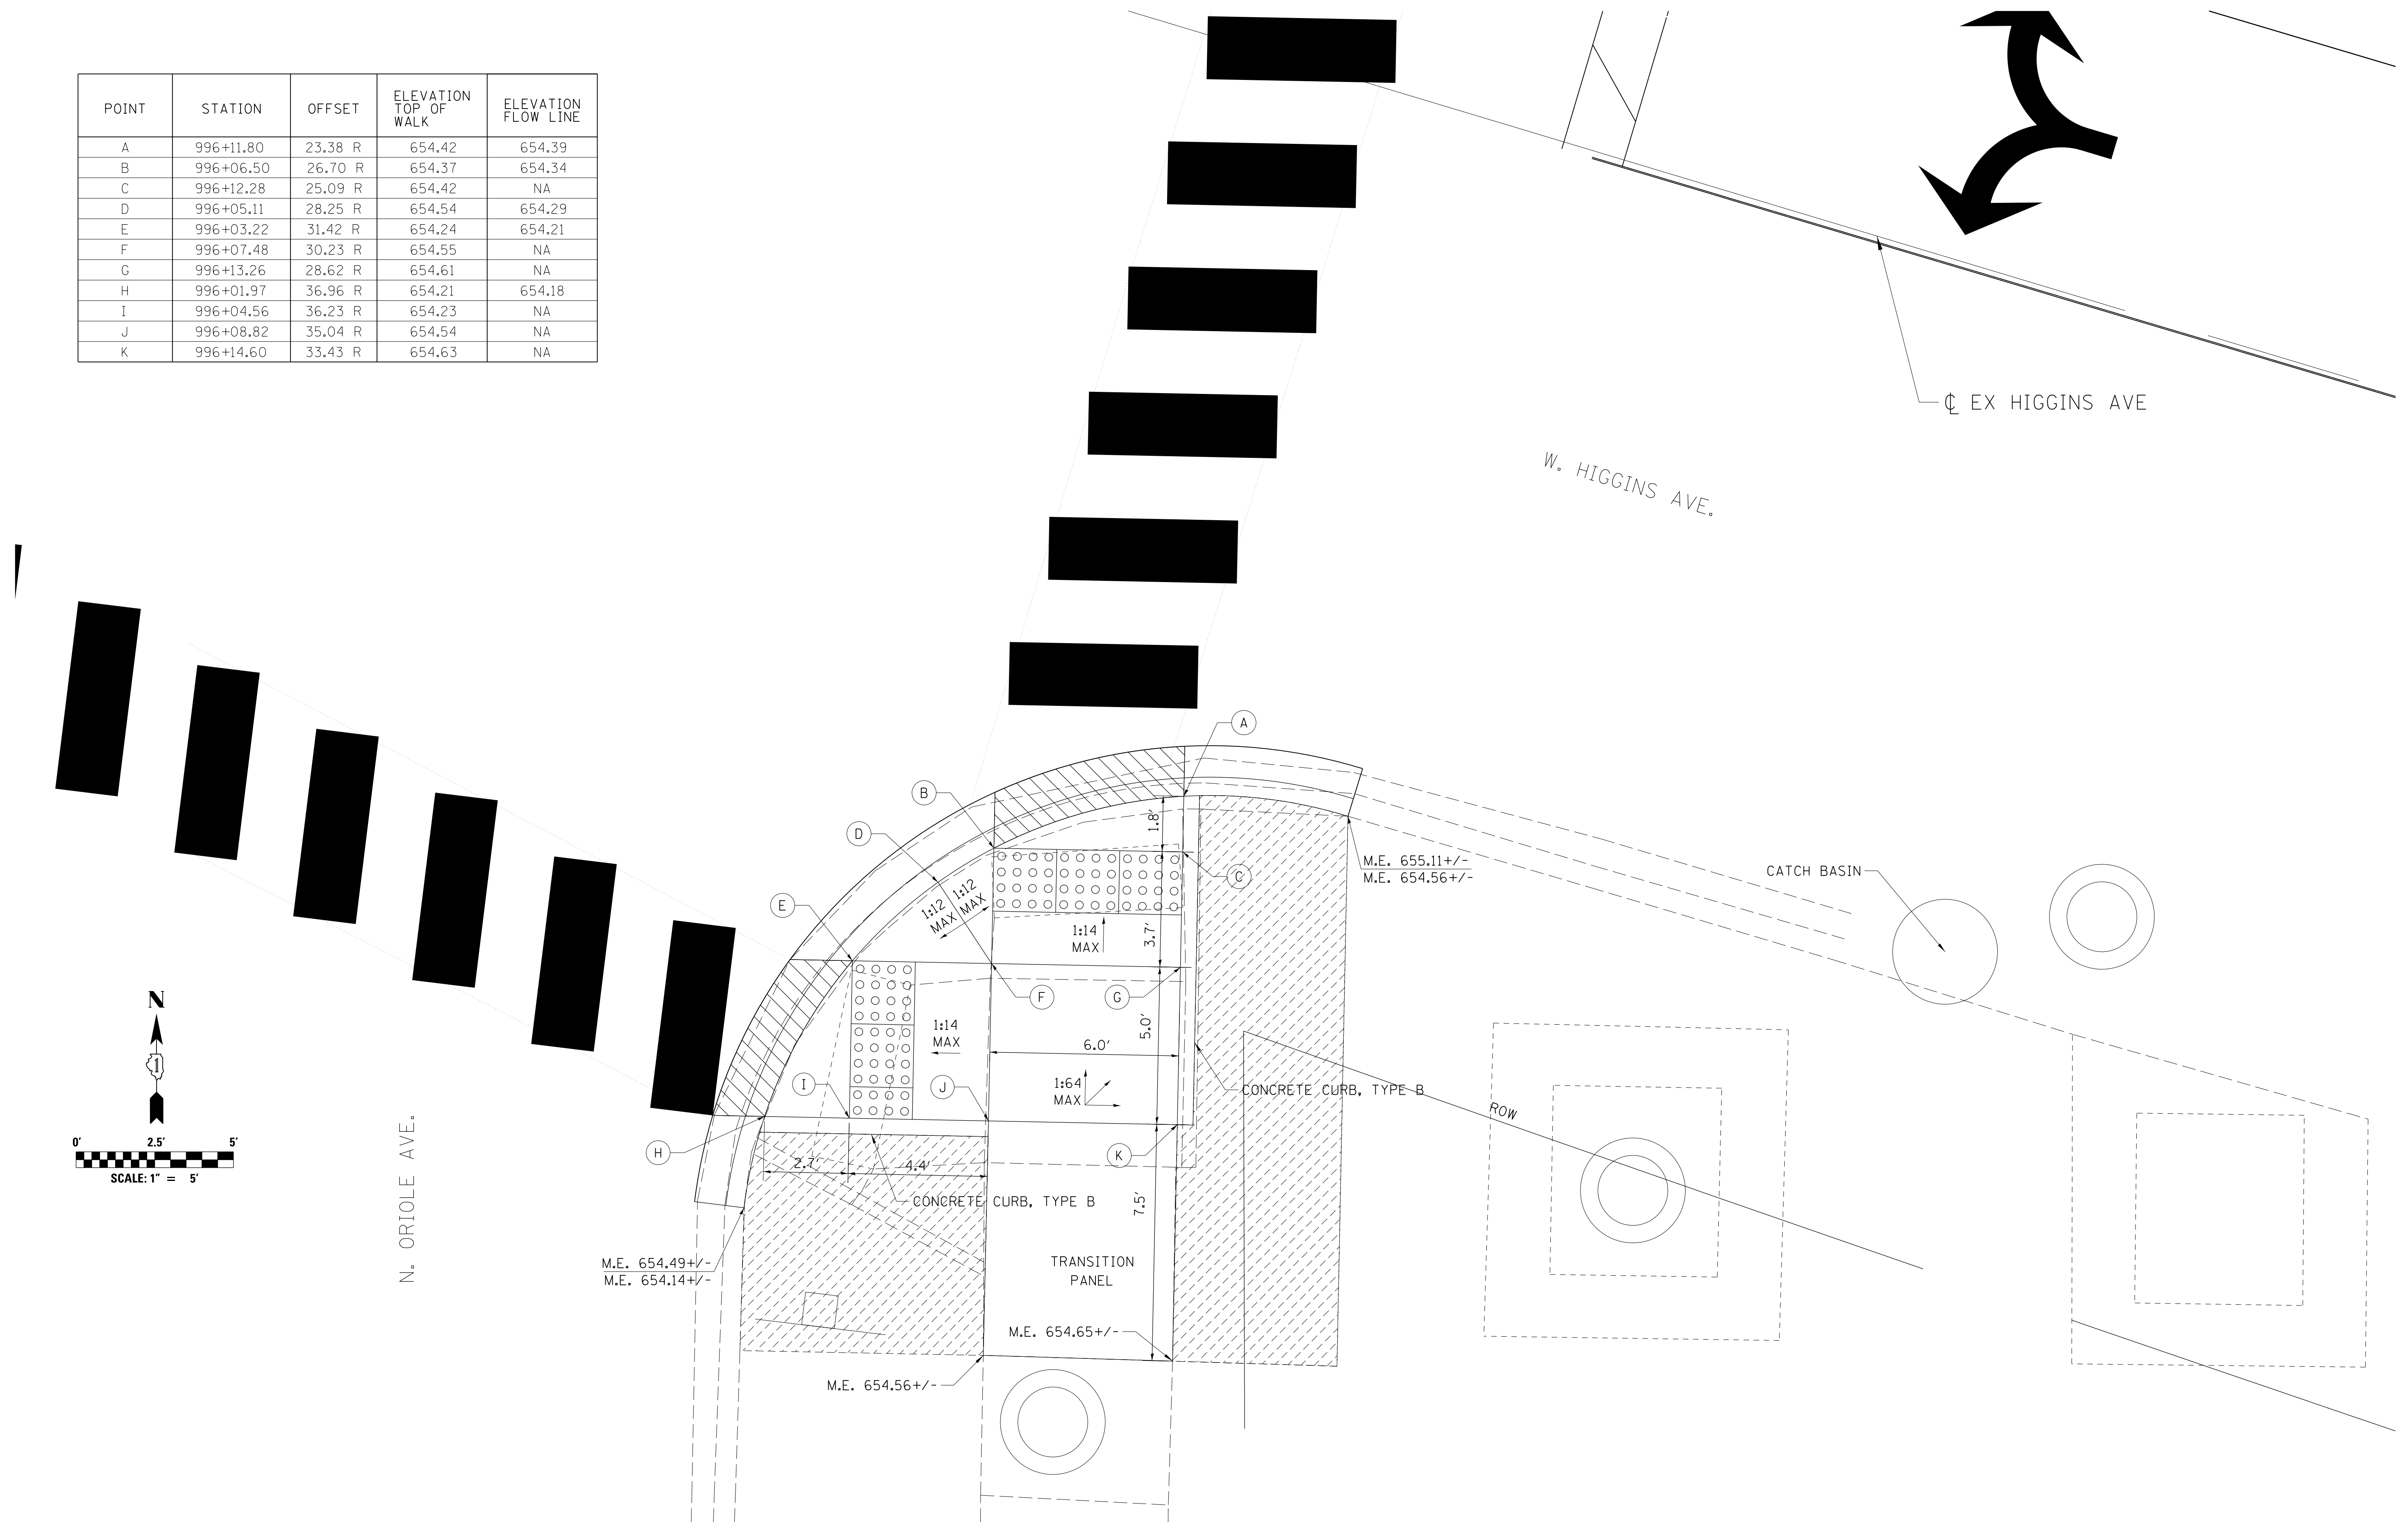 POINT STATION OFFSET ELEVATION TOP OF WALK ELEVATION FLOW LINE
A 996+11.80 23.38 R 654.42 654.39
B 996+06.50 26.70 R 654.37 654.34
C 996+12.28 25.09 R 654.42 NA
D 996+05.11 28.25 R 654.54 654.29
E 996+03.22 31.42 R 654.24 654.21
F 996+07.48 30.23 R 654.55 NA
G 996+13.26 28.62 R 654.61 NA
H 996+01.97 36.96 R 654.21 654.18
I 996+04.56 36.23 R 654.23 NA
J 996+08.82 35.04 R 654.54 NA
K 996+14.60 33.43 R 654.63 NA
℄ EX HIGGINS AVE
W. HIGGINS AVE.
A
B
D
1.8'
M.E. 655.11+/-
M.E. 654.56+/-
CATCH BASIN
C
E
1:12 MAX
1:12 MAX
1:14
MAX
3.7'
F
G
N
1
1:14
MAX
5.0'
6.0'
I
J
1:64
MAX
CONCRETE CURB, TYPE B
ROW
0' 2.5' 5'
SCALE: 1" = 5'
N. ORIOLE AVE.
H
K
2.7'
4.4'
CONCRETE CURB, TYPE B
7.5'
M.E. 654.49+/-
M.E. 654.14+/-
TRANSITION
PANEL
M.E. 654.65+/-
M.E. 654.56+/-